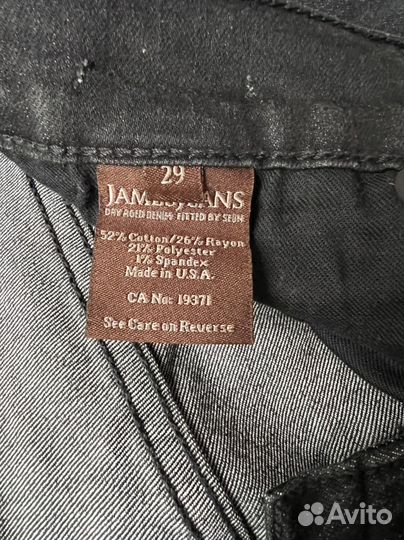 29
JAMES JEANS
DRY AGED DENIM FITTED BY SEUN
52% Cotton/26% Rayon
21% Polyester
1% Spandex
Made in U.S.A.
CA No: 19371
See Care on Reverse
Avito